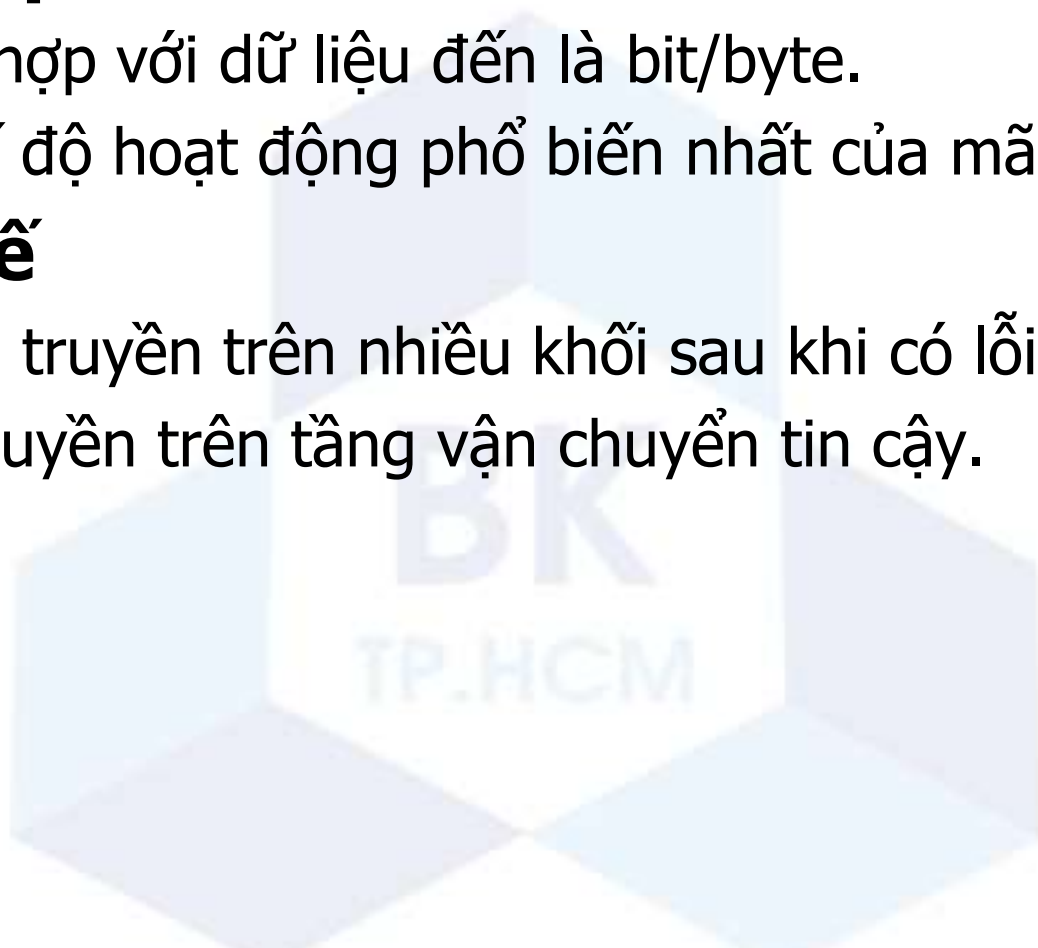 hợp với dữ liệu đến là bit/byte.
độ hoạt động phổ biến nhất của mã
ế
truyền trên nhiều khối sau khi có lỗi
uyền trên tầng vận chuyển tin cậy.
BK
TP.HCM